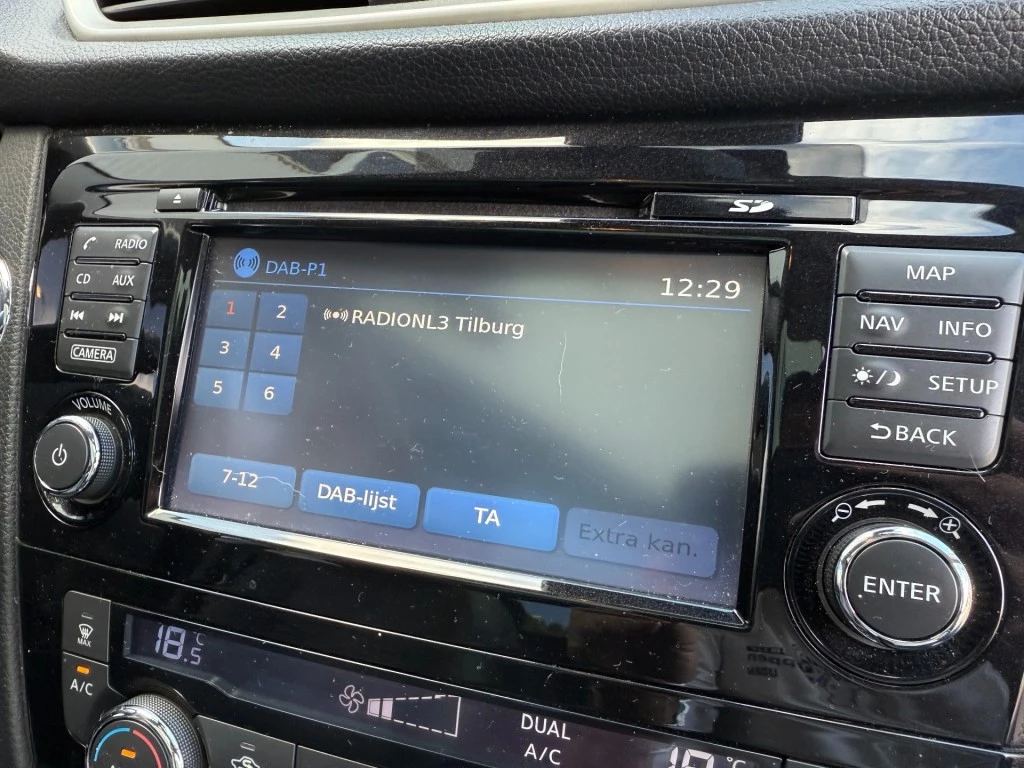 SD
RADIO
CD AUX
CAMERA
VOLUME
DAB-P1
12:29
1 2
3 4
5 6
RADIONL3 Tilburg
7-12
DAB-lijst
TA
Extra kan.
MAP
NAV INFO
SETUP
BACK
ENTER
MAX
A/C
18.5 °C
DUAL
A/C